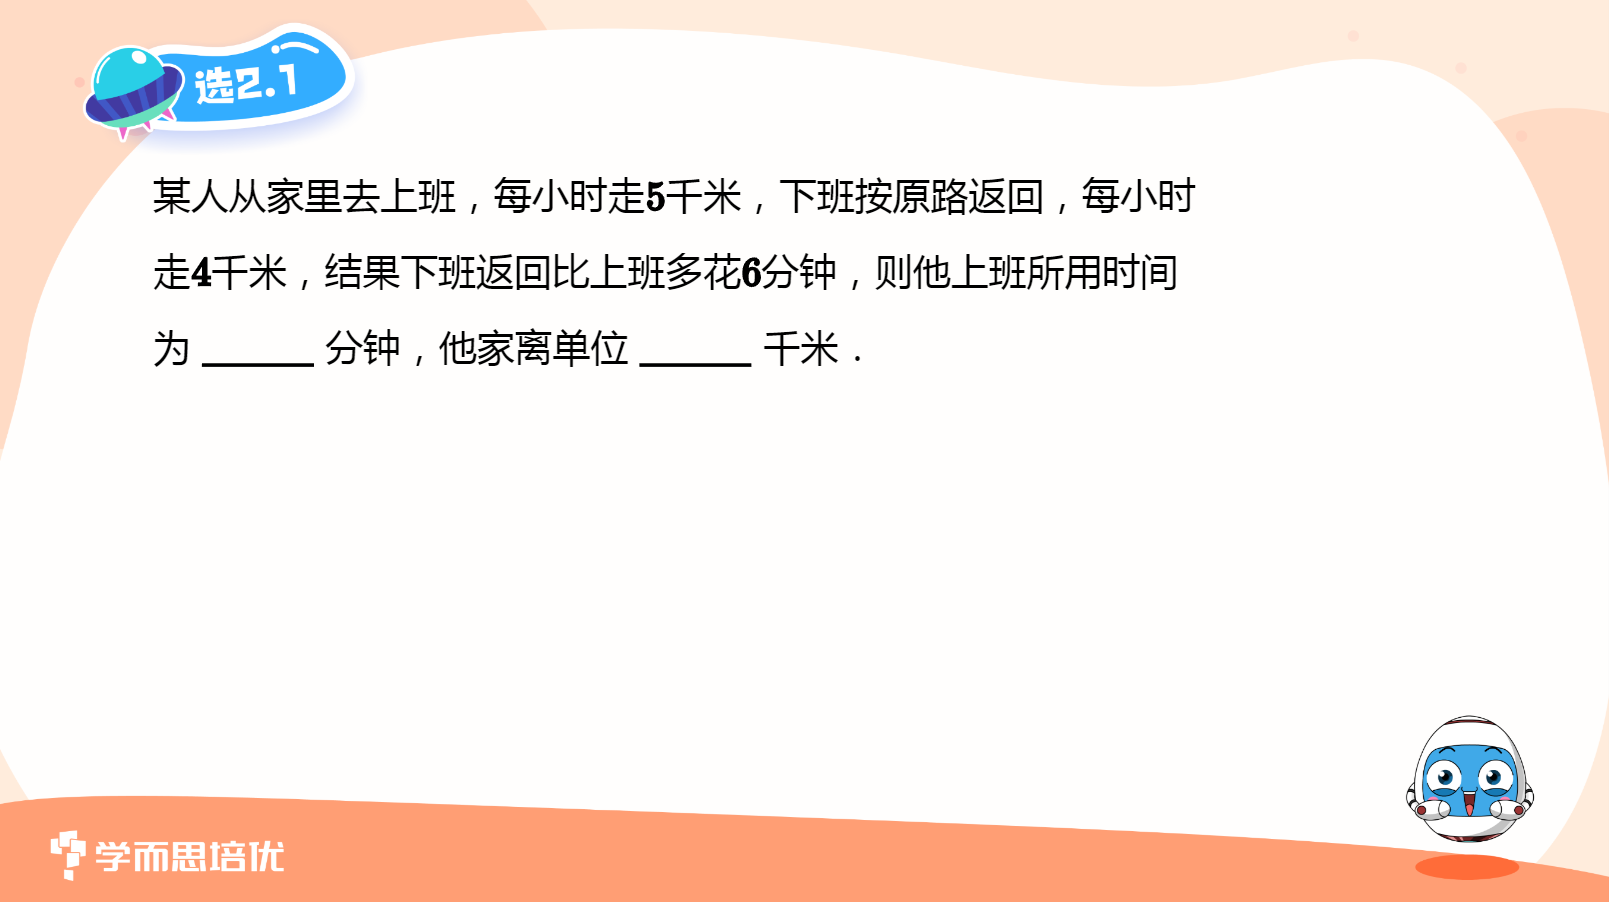 选2.1
某人从家里去上班，每小时走5千米，下班按原路返回，每小时
走4千米，结果下班返回比上班多花6分钟，则他上班所用时间
为 ______ 分钟，他家离单位 ______ 千米．
学而思培优